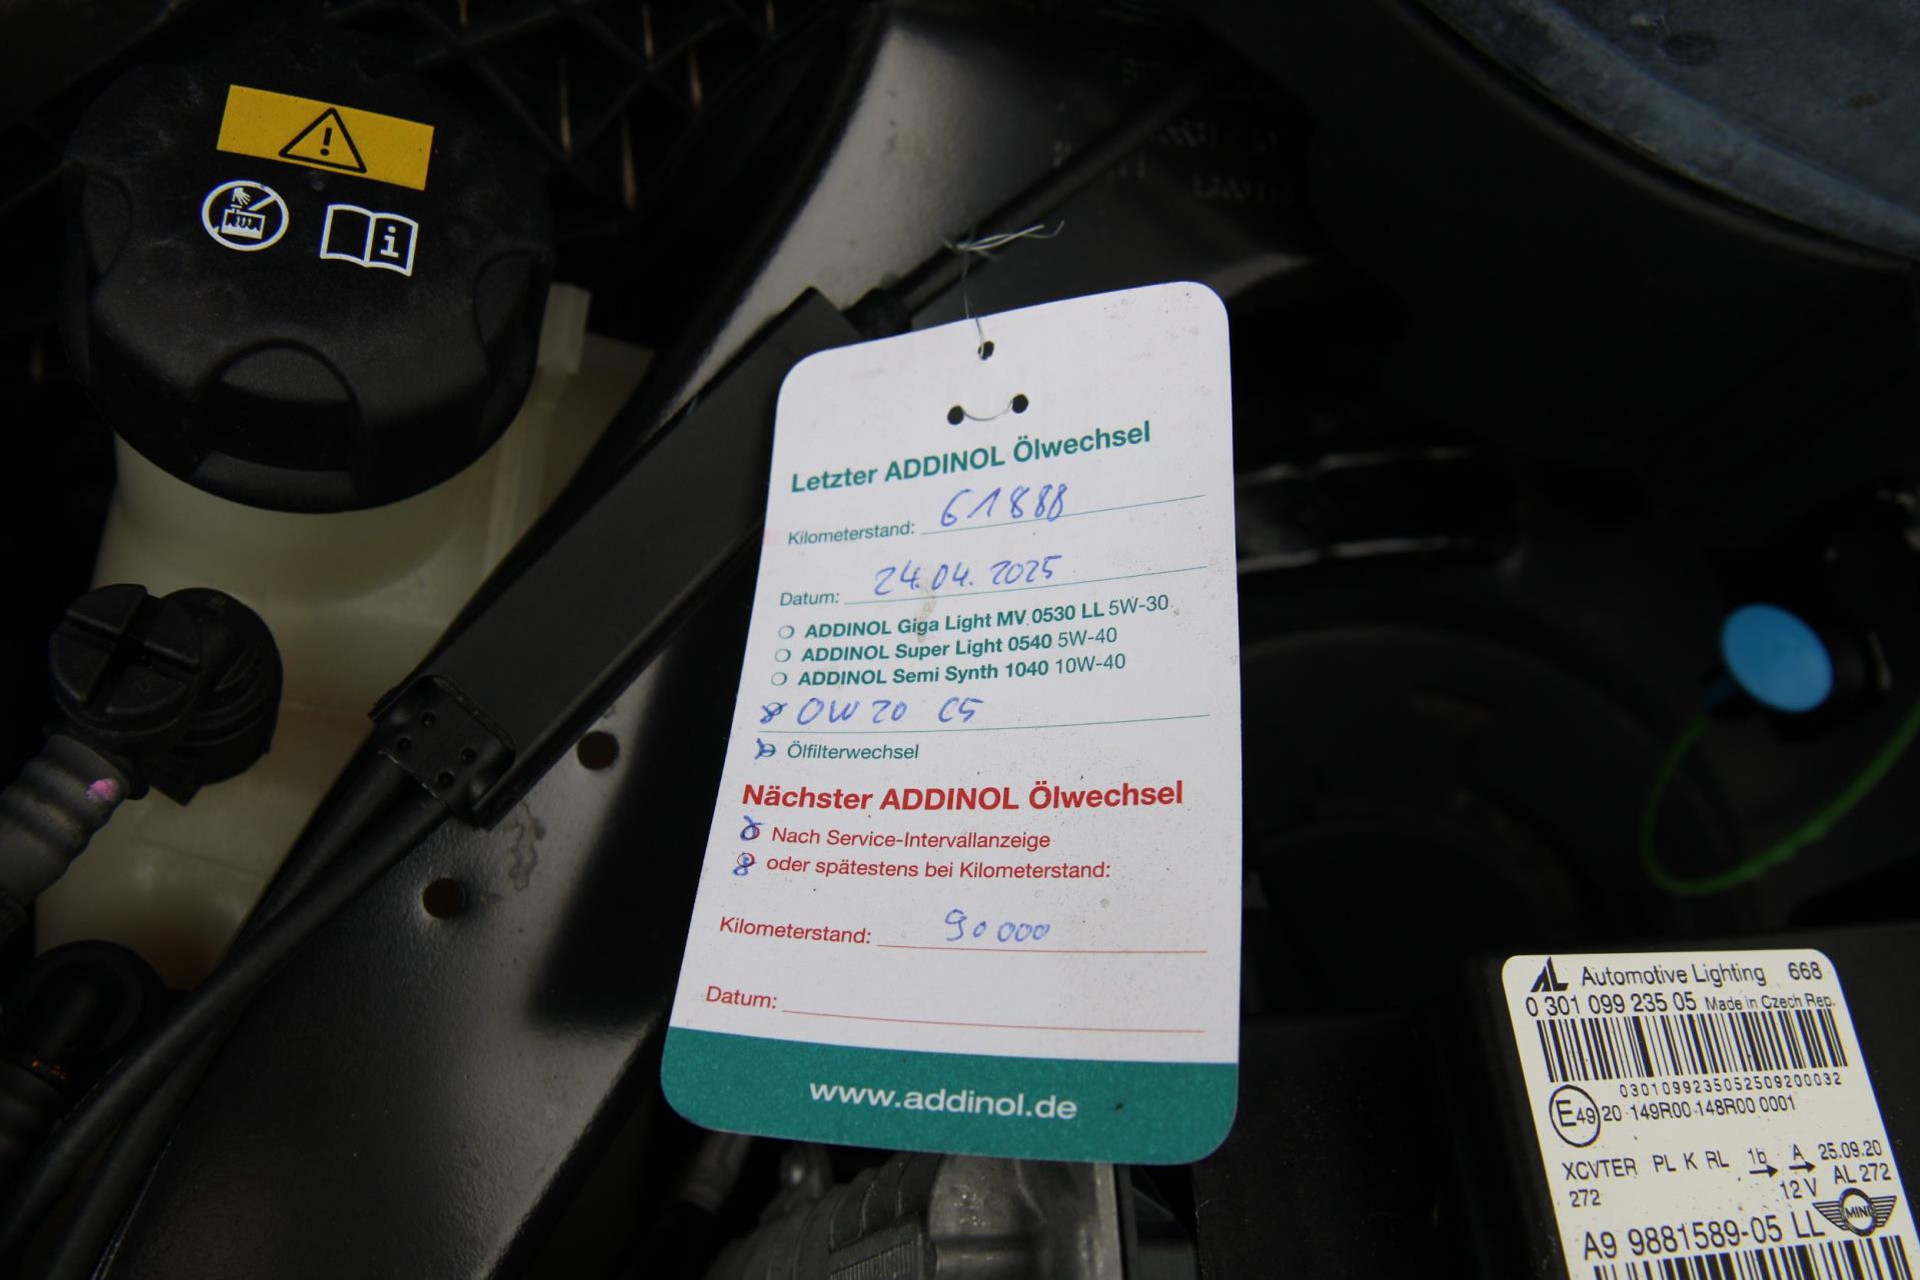 Letzter ADDINOL Ölwechsel
Kilometerstand: 61888
Datum: 24.04.2025
ADDINOL Giga Light MV 0530 LL 5W-30
ADDINOL Super Light 0540 5W-40
ADDINOL Semi Synth 1040 10W-40
0W20 C5
Ölfilterwechsel
Nächster ADDINOL Ölwechsel
Nach Service-Intervallanzeige
oder spätestens bei Kilometerstand:
Kilometerstand: 90000
Datum:
www.addinol.de
AL Automotive Lighting 668
0 301 099 235 05 Made in Czech Rep.
0301099235052509200032
E49 20 149R00 148R00 0001
XCVTER PL K RL 1b A 25.09.20
272 12 V AL 272
MINI
A9 9881589-05 LL